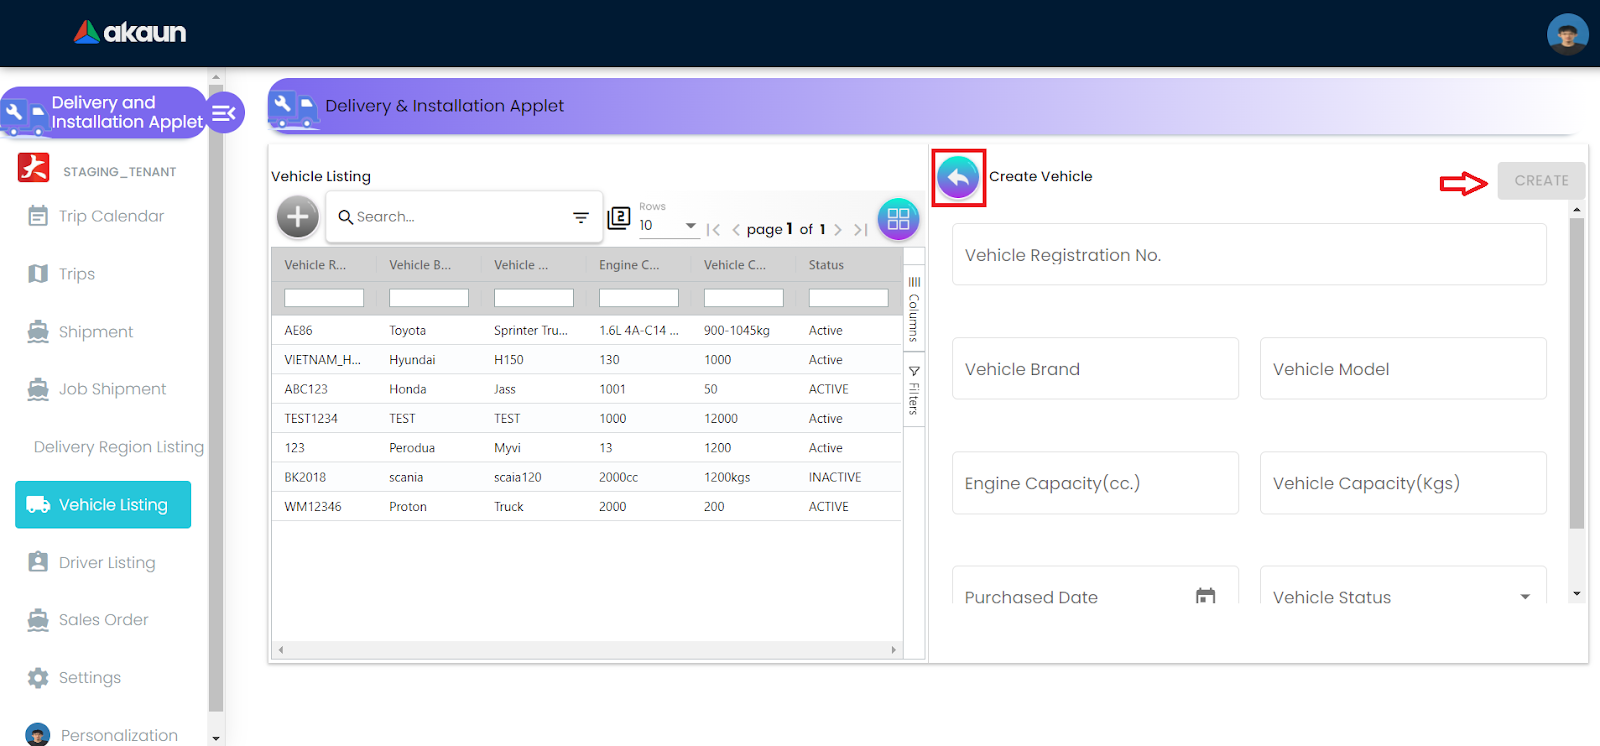 akaun
Delivery and
Installation Applet
STAGING_TENANT
Trip Calendar
Trips
Shipment
Job Shipment
Delivery Region Listing
Vehicle Listing
Driver Listing
Sales Order
Settings
Personalization
Delivery & Installation Applet
Vehicle Listing
Search...
2
Rows
10
page 1 of 1
Vehicle R... Vehicle B... Vehicle ... Engine C... Vehicle C... Status
AE86 Toyota Sprinter Tru... 1.6L 4A-C14 ... 900-1045kg Active
VIETNAM_H... Hyundai H150 130 1000 Active
ABC123 Honda Jass 1001 50 ACTIVE
TEST1234 TEST TEST 1000 12000 Active
123 Perodua Myvi 13 1200 Active
BK2018 scania scaia120 2000cc 1200kgs INACTIVE
WM12346 Proton Truck 2000 200 ACTIVE
Columns
Filters
Create Vehicle
CREATE
Vehicle Registration No.
Vehicle Brand
Vehicle Model
Engine Capacity(cc.)
Vehicle Capacity(Kgs)
Purchased Date
Vehicle Status